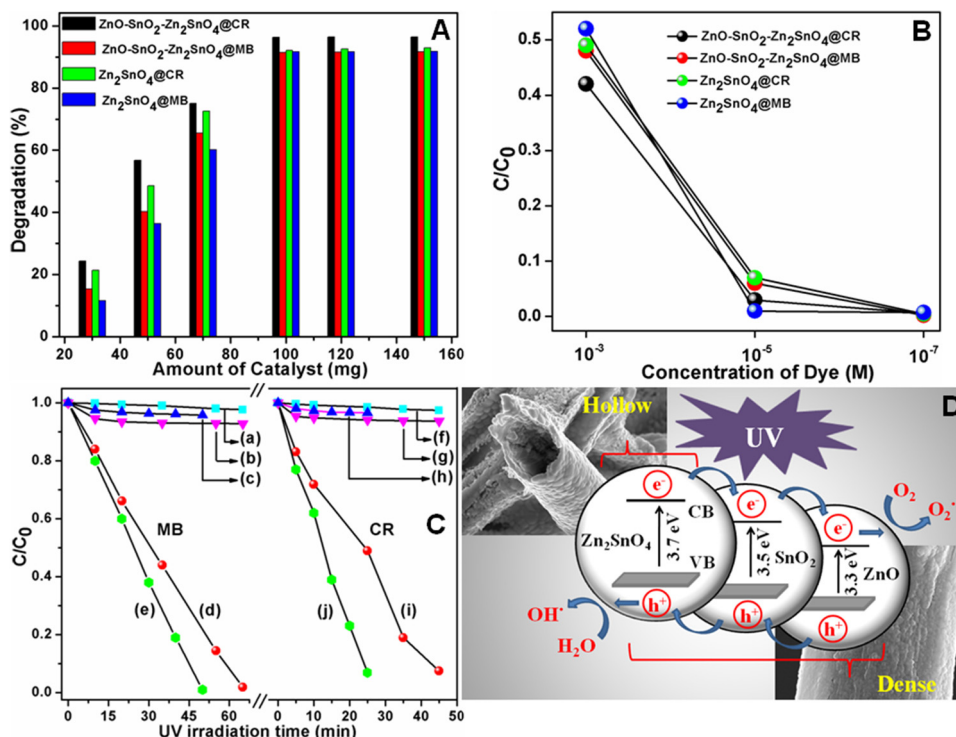 A
ZnO-SnO₂-Zn₂SnO₄@CR
ZnO-SnO₂-Zn₂SnO₄@MB
Zn₂SnO₄@CR
Zn₂SnO₄@MB
Degradation (%)
80
60
40
20
0
20 40 60 80 100 120 140 160
Amount of Catalyst (mg)
B
ZnO-SnO₂-Zn₂SnO₄@CR
ZnO-SnO₂-Zn₂SnO₄@MB
Zn₂SnO₄@CR
Zn₂SnO₄@MB
C/C₀
0.5
0.4
0.3
0.2
0.1
0.0
10⁻³ 10⁻⁵ 10⁻⁷
Concentration of Dye (M)
C
C/C₀
1.0
0.8
0.6
0.4
0.2
0.0
(a)
(b)
(c)
(f)
(g)
(h)
MB
CR
(e)
(d)
(j)
(i)
0 15 30 45 60 0 10 20 30 40 50
UV irradiation time (min)
D
Hollow
UV
e⁻
CB
Zn₂SnO₄
3.7 eV
VB
h⁺
e⁻
3.5 eV
SnO₂
h⁺
e⁻
3.3 eV
ZnO
h⁺
O₂
O₂•
OH•
H₂O
Dense